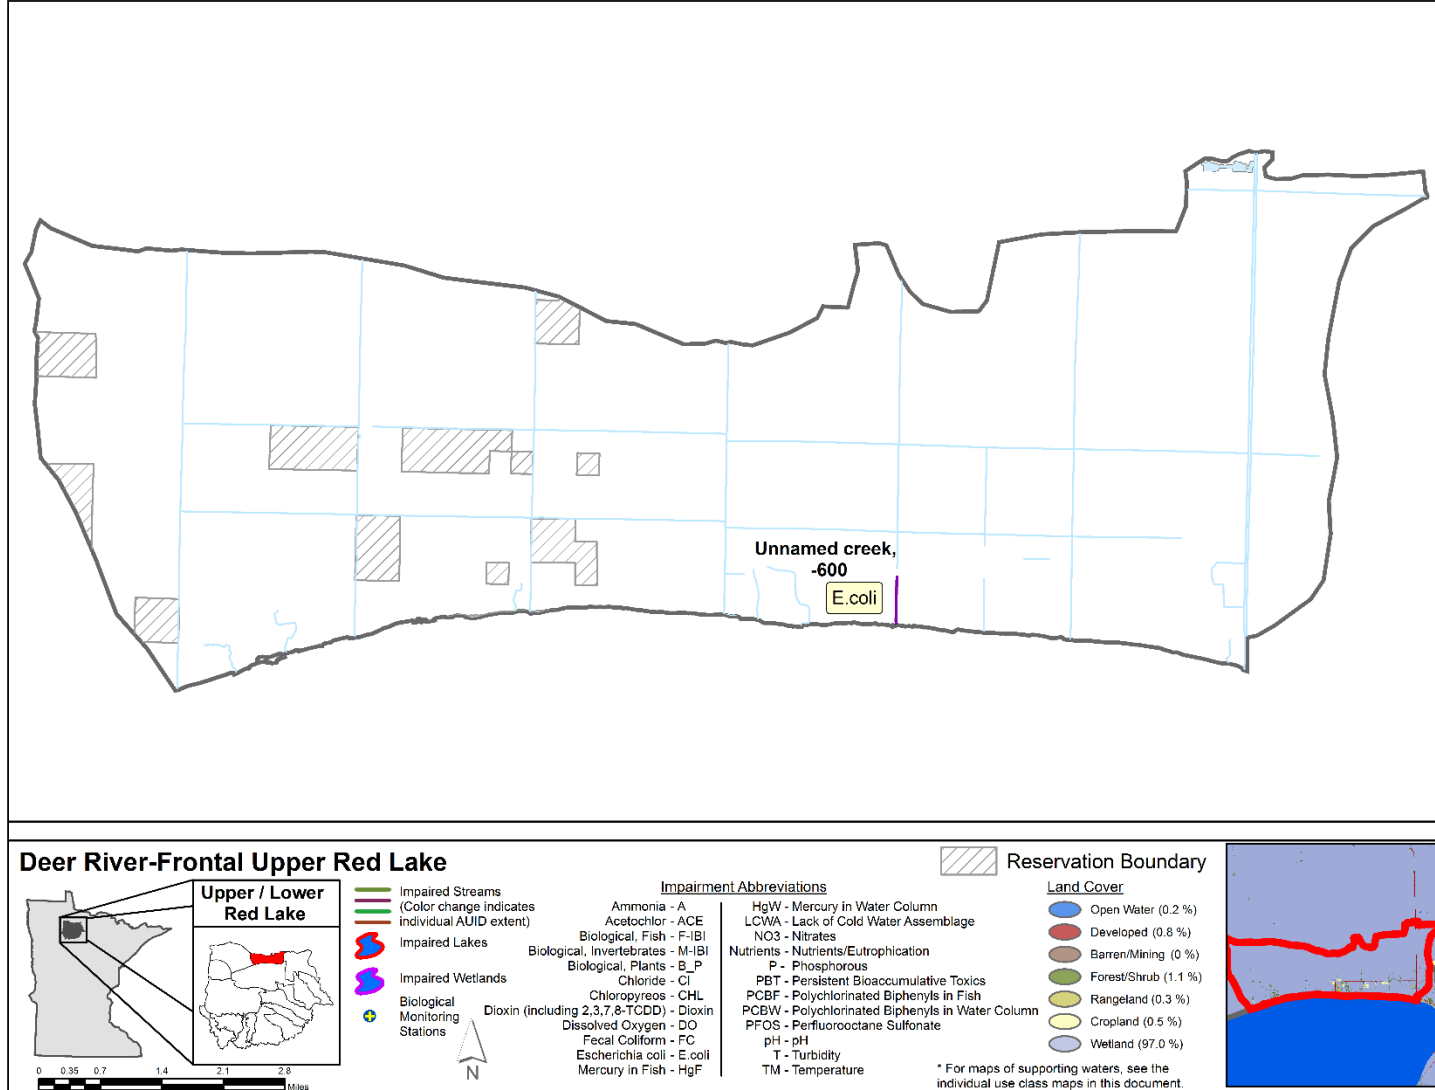 Unnamed creek,
-600
E.coli
Deer River-Frontal Upper Red Lake
Upper / Lower
Red Lake
0 0.35 0.7 1.4 2.1 2.8
Miles
Impaired Streams
(Color change indicates
individual AUID extent)
Impaired Lakes
Impaired Wetlands
Biological
Monitoring
Stations
N
Impairment Abbreviations
Ammonia - A
Acetochlor - ACE
Biological, Fish - F-IBI
Biological, Invertebrates - M-IBI
Biological, Plants - B_P
Chloride - Cl
Chloropyreos - CHL
Dioxin (including 2,3,7,8-TCDD) - Dioxin
Dissolved Oxygen - DO
Fecal Coliform - FC
Escherichia coli - E.coli
Mercury in Fish - HgF
HgW - Mercury in Water Column
LCWA - Lack of Cold Water Assemblage
NO3 - Nitrates
Nutrients - Nutrients/Eutrophication
P - Phosphorous
PBT - Persistent Bioaccumulative Toxics
PCBF - Polychlorinated Biphenyls in Fish
PCBW - Polychlorinated Biphenyls in Water Column
PFOS - Perfluorooctane Sulfonate
pH - pH
T - Turbidity
TM - Temperature
Reservation Boundary
Land Cover
Open Water (0.2 %)
Developed (0.8 %)
Barren/Mining (0 %)
Forest/Shrub (1.1 %)
Rangeland (0.3 %)
Cropland (0.5 %)
Wetland (97.0 %)
* For maps of supporting waters, see the
individual use class maps in this document.